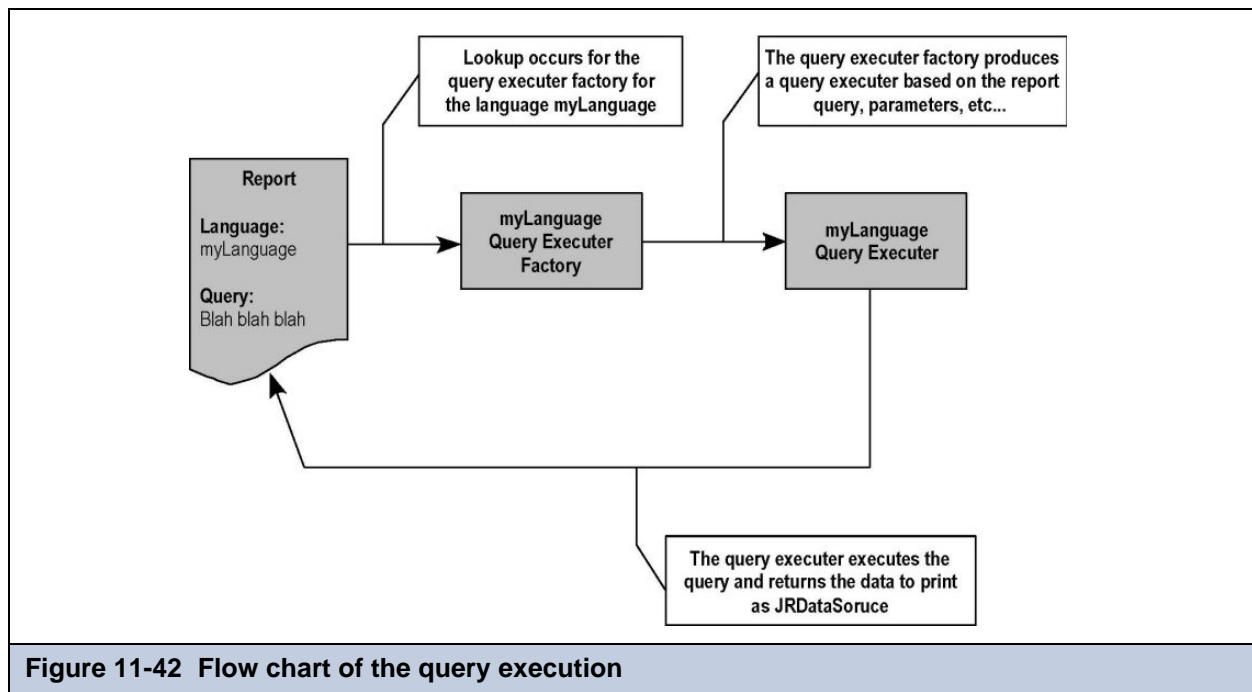 Lookup occurs for the
query executer factory for
the language myLanguage
The query executer factory produces
a query executer based on the report
query, parameters, etc...
Report
Language:
myLanguage
Query:
Blah blah blah
myLanguage
Query Executer
Factory
myLanguage
Query Executer
The query executer executes the
query and returns the data to print
as JRDataSoruce
Figure 11-42 Flow chart of the query execution